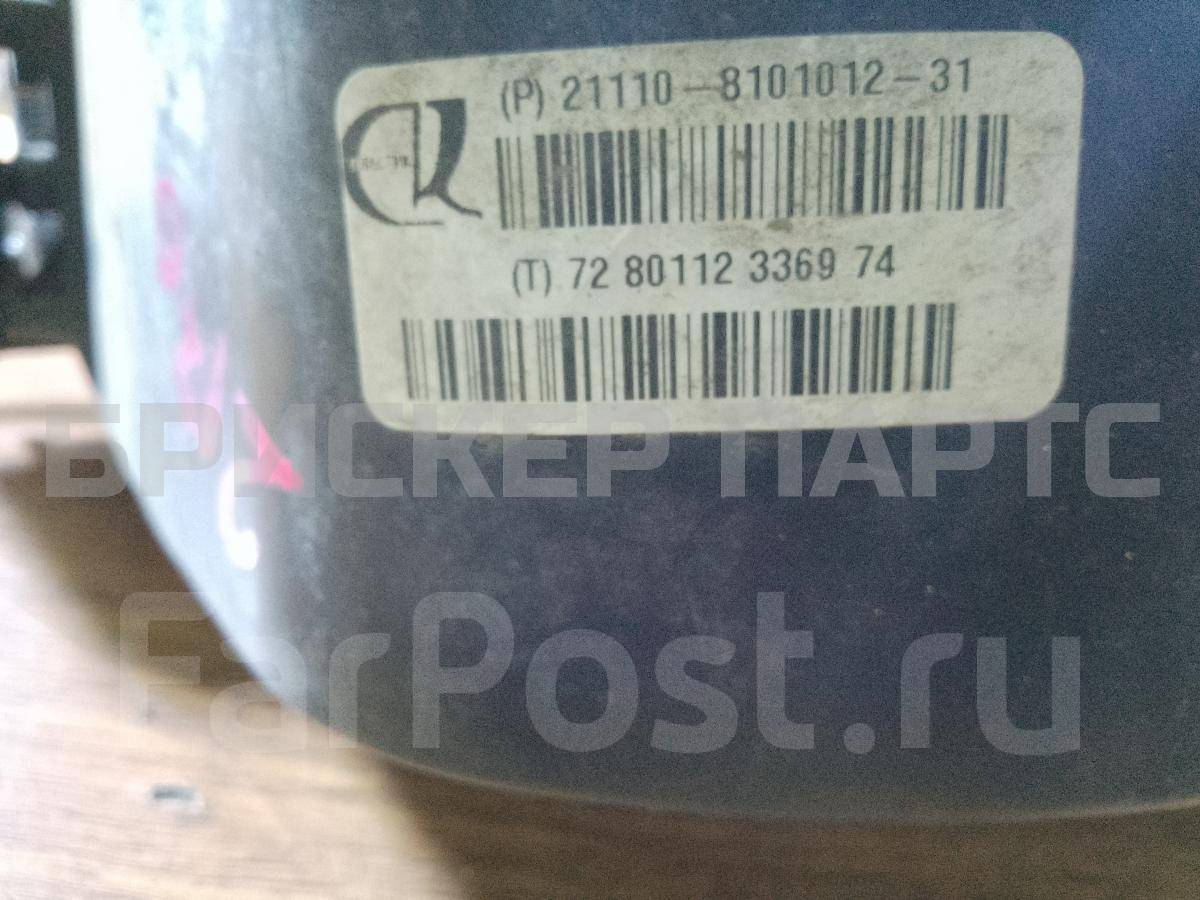 (P) 21110-8101012-31
(T) 72 80112 3369 74
БРИСКЕР ПАРТС
FarPost.ru